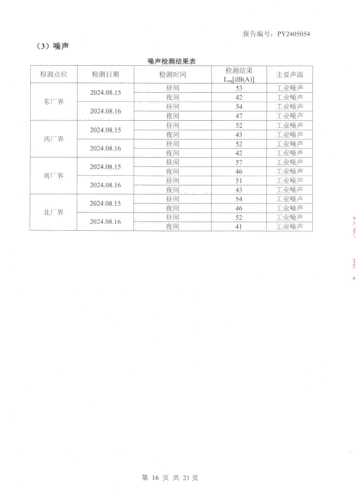 报告编号：PY2405054
（3）噪声
噪声检测结果表
检测点位 检测日期 检测时间 检测结果 Leq[dB(A)] 主要声源
东厂界 2024.08.15 昼间 53 工业噪声
夜间 42 工业噪声
2024.08.16 昼间 54 工业噪声
夜间 47 工业噪声
西厂界 2024.08.15 昼间 52 工业噪声
夜间 43 工业噪声
2024.08.16 昼间 52 工业噪声
夜间 42 工业噪声
南厂界 2024.08.15 昼间 57 工业噪声
夜间 46 工业噪声
2024.08.16 昼间 51 工业噪声
夜间 43 工业噪声
北厂界 2024.08.15 昼间 54 工业噪声
夜间 46 工业噪声
2024.08.16 昼间 52 工业噪声
夜间 41 工业噪声
第 16 页 共 21 页